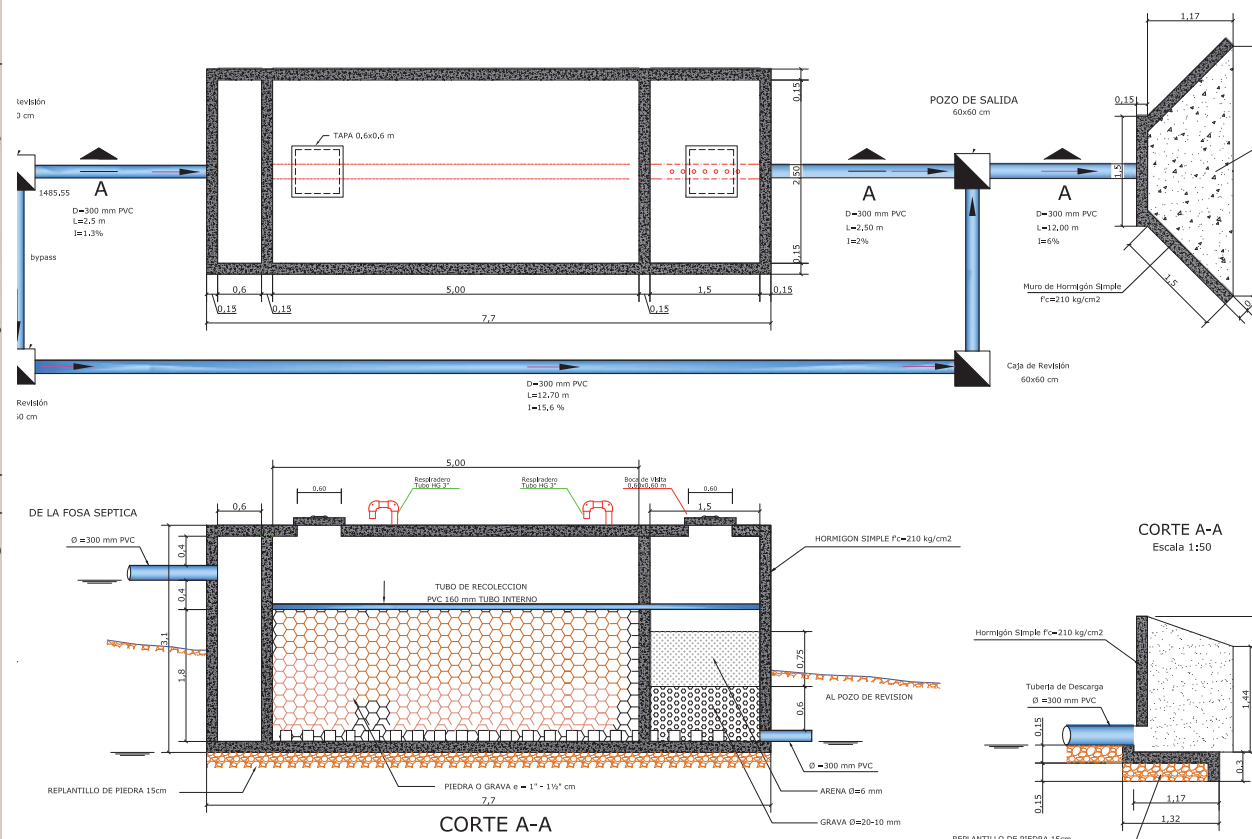 1,17
Revisión
0 cm
0,15
POZO DE SALIDA
60x60 cm
0,15
TAPA 0,6x0,6 m
1485.55
A
D=300 mm PVC
L=2.5 m
I=1.3%
bypass
2,50
A
D=300 mm PVC
L=2,50 m
I=2%
A
D=300 mm PVC
L=12,00 m
I=6%
1,5
0,15
Muro de Hormigón Simple
f'c=210 kg/cm2
1,5
0,6
5,00
1,5
0,15
0,15
0,15
0,15
7,7
Caja de Revisión
60x60 cm
D=300 mm PVC
L=12,70 m
I=15,6 %
Revisión
60 cm
5,00
0,6
0.60
Respiradero
Tubo HG 3"
Respiradero
Tubo HG 3"
Boca de Visita
0,60x0,60 m
0.60
1,5
DE LA FOSA SEPTICA
Ø =300 mm PVC
0,4
0,4
3,1
1,8
TUBO DE RECOLECCION
PVC 160 mm TUBO INTERNO
HORMIGON SIMPLE f'c=210 kg/cm2
0,75
0,6
AL POZO DE REVISION
Ø =300 mm PVC
REPLANTILLO DE PIEDRA 15cm
PIEDRA O GRAVA e = 1" - 1½" cm
ARENA Ø=6 mm
GRAVA Ø=20-10 mm
7,7
CORTE A-A
CORTE A-A
Escala 1:50
Hormigón Simple f'c=210 kg/cm2
Tubería de Descarga
Ø =300 mm PVC
1,44
0,15
0,3
0,15
1,17
1,32
REPLANTILLO DE PIEDRA 15cm